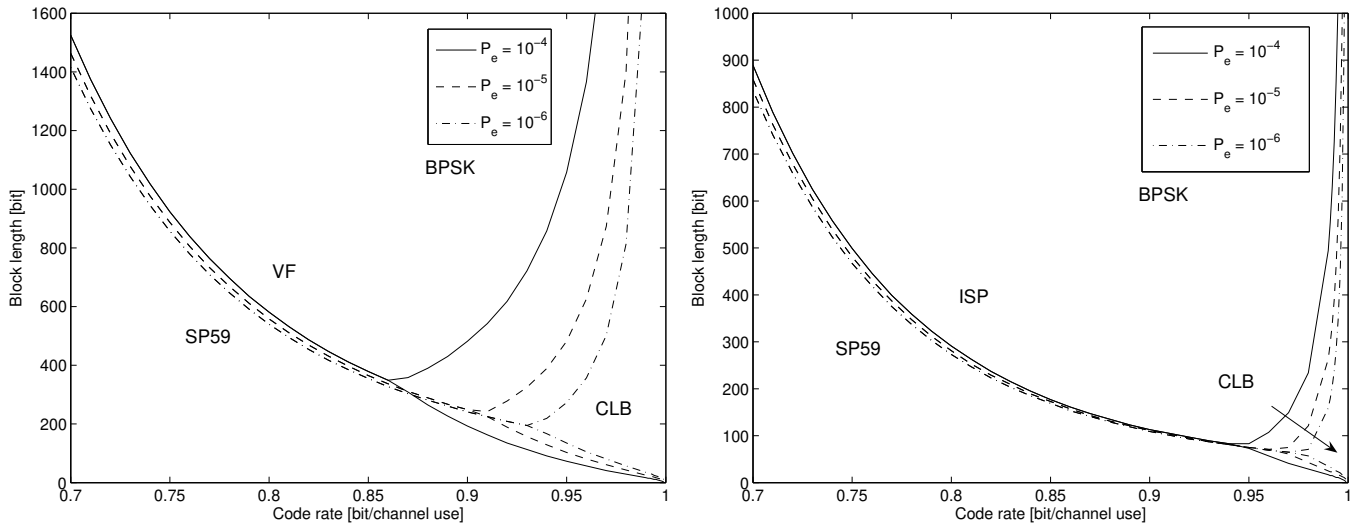 1600
1400
1200
1000
800
600
400
200
0
Block length [bit]
P_e = 10^{-4}
P_e = 10^{-5}
P_e = 10^{-6}
BPSK
VF
SP59
CLB
0.7 0.75 0.8 0.85 0.9 0.95 1
Code rate [bit/channel use]
1000
900
800
700
600
500
400
300
200
100
0
Block length [bit]
P_e = 10^{-4}
P_e = 10^{-5}
P_e = 10^{-6}
BPSK
ISP
SP59
CLB
0.7 0.75 0.8 0.85 0.9 0.95 1
Code rate [bit/channel use]